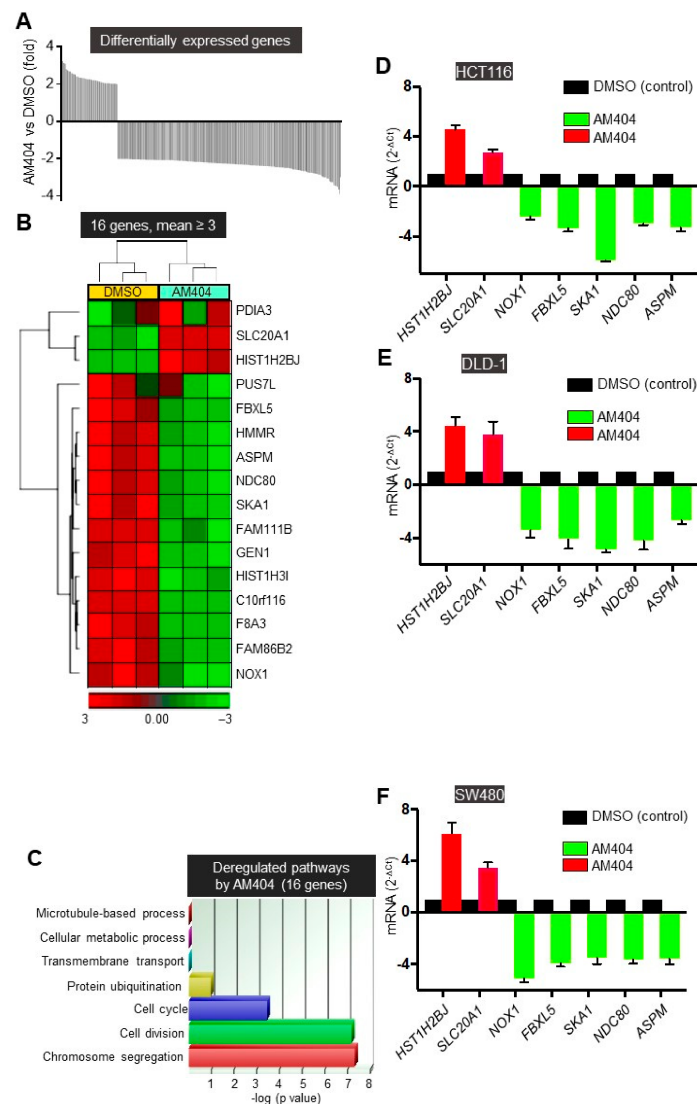 A
Differentially expressed genes
AM404 vs DMSO (fold)
4
2
0
-2
-4
B
16 genes, mean ≥ 3
DMSO
AM404
PDIA3
SLC20A1
HIST1H2BJ
PUS7L
FBXL5
HMMR
ASPM
NDC80
SKA1
FAM111B
GEN1
HIST1H3I
C10rf116
F8A3
FAM86B2
NOX1
3
0.00
–3
C
Deregulated pathways
by AM404 (16 genes)
Microtubule-based process
Cellular metabolic process
Transmembrane transport
Protein ubiquitination
Cell cycle
Cell division
Chromosome segregation
1 2 3 4 5 6 7 8
-log (p value)
D
HCT116
DMSO (control)
AM404
AM404
mRNA (2-ΔCt)
8
4
0
-4
HST1H2BJ
SLC20A1
NOX1
FBXL5
SKA1
NDC80
ASPM
E
DLD-1
DMSO (control)
AM404
AM404
mRNA (2-ΔCt)
8
4
0
-4
HST1H2BJ
SLC20A1
NOX1
FBXL5
SKA1
NDC80
ASPM
F
SW480
DMSO (control)
AM404
AM404
mRNA (2-ΔCt)
8
4
0
-4
HST1H2BJ
SLC20A1
NOX1
FBXL5
SKA1
NDC80
ASPM